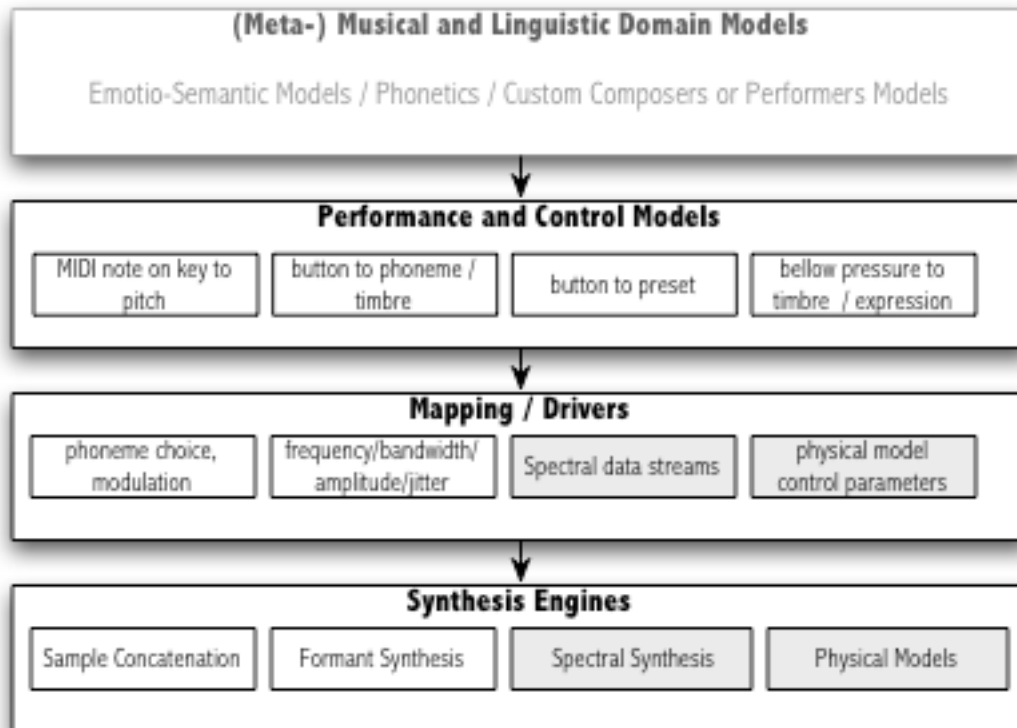 (Meta-) Musical and Linguistic Domain Models
Emotio-Semantic Models / Phonetics / Custom Composers or Performers Models
Performance and Control Models
MIDI note on key to
pitch
button to phoneme /
timbre
button to preset
bellow pressure to
timbre / expression
Mapping / Drivers
phoneme choice,
modulation
frequency/bandwidth/
amplitude/jitter
Spectral data streams
physical model
control parameters
Synthesis Engines
Sample Concatenation
Formant Synthesis
Spectral Synthesis
Physical Models